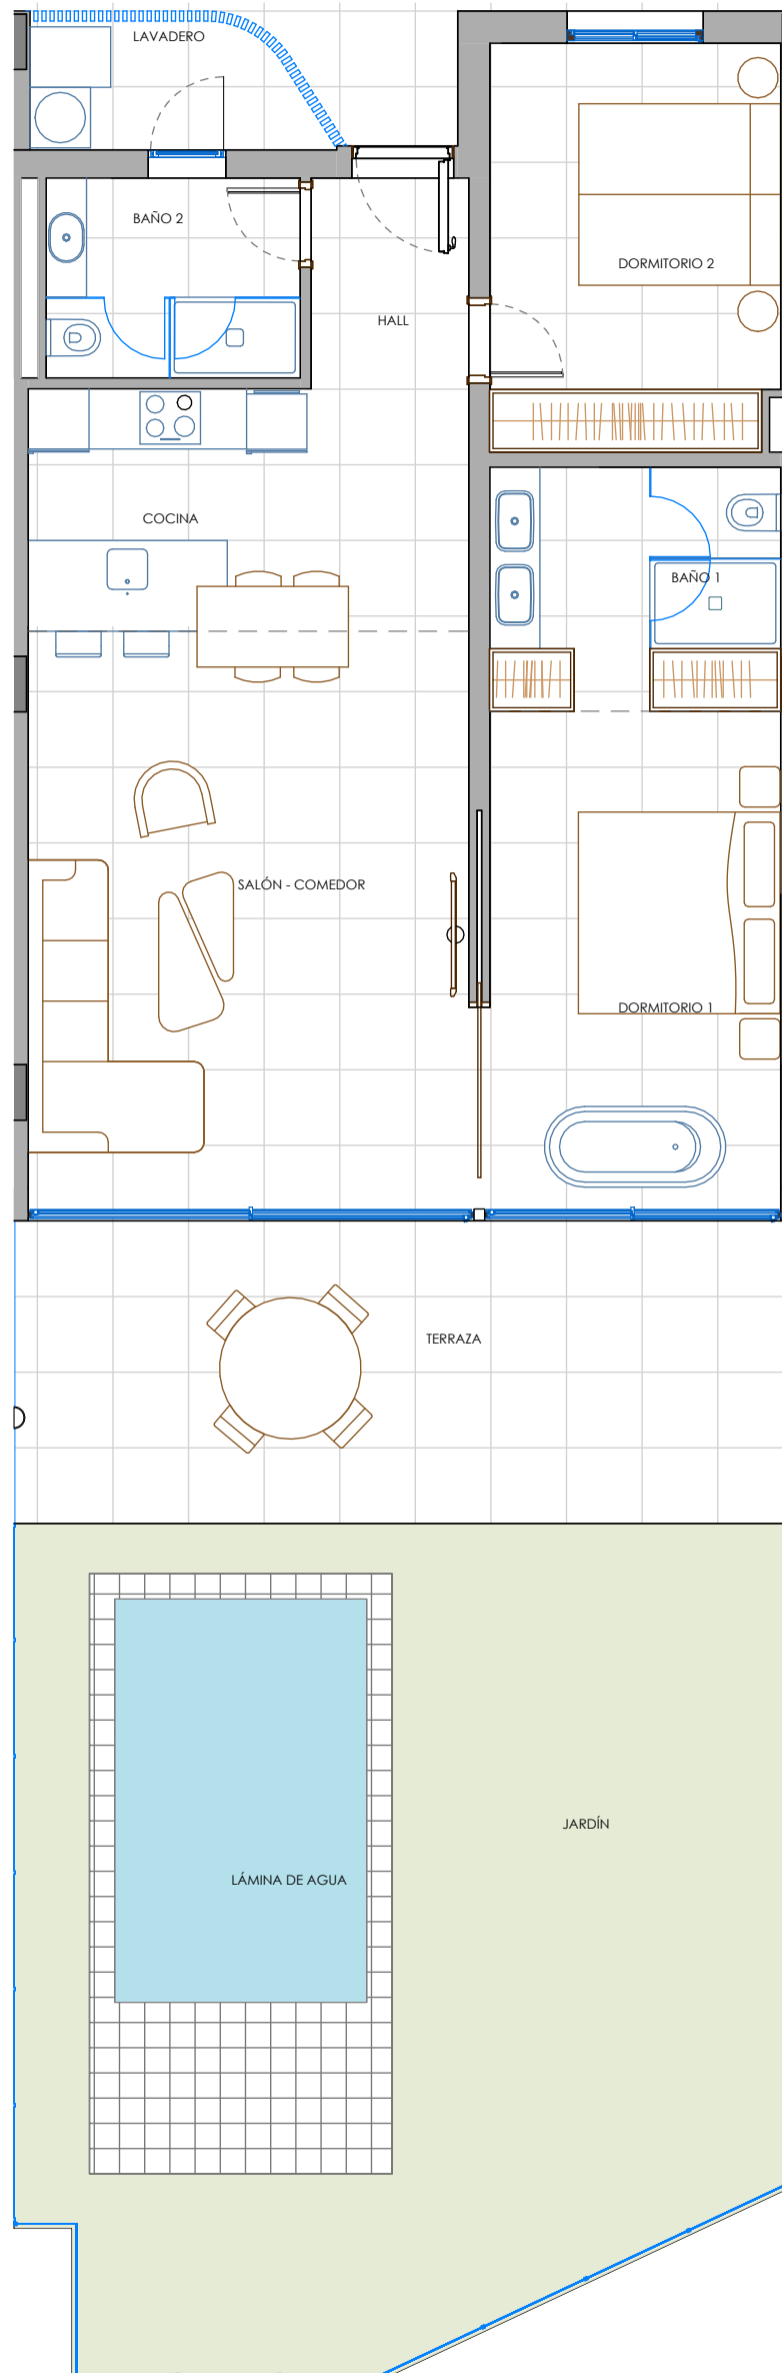 LAVADERO
BAÑO 2
DORMITORIO 2
HALL
COCINA
BAÑO 1
SALÓN - COMEDOR
DORMITORIO 1
TERRAZA
JARDÍN
LÁMINA DE AGUA